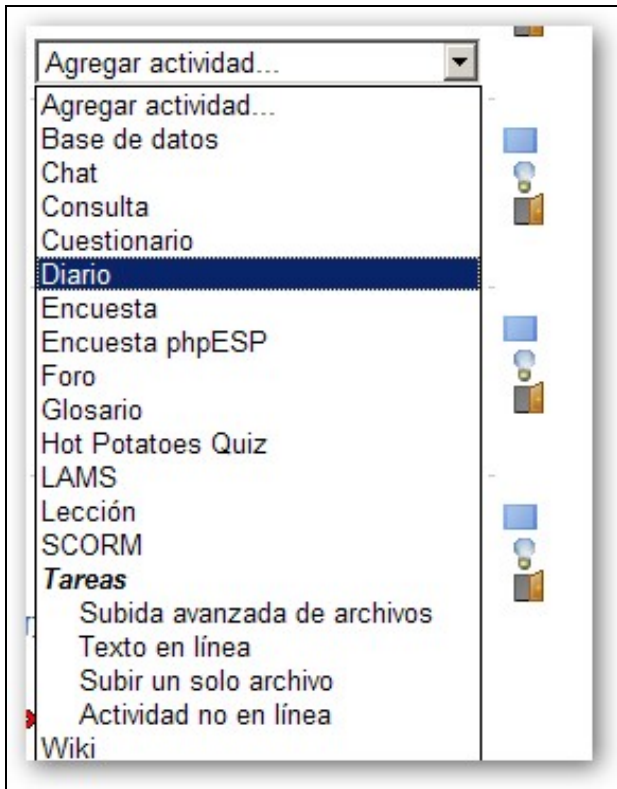 Agregar actividad...
Agregar actividad...
Base de datos
Chat
Consulta
Cuestionario
Diario
Encuesta
Encuesta phpESP
Foro
Glosario
Hot Potatoes Quiz
LAMS
Lección
SCORM
Tareas
Subida avanzada de archivos
Texto en línea
Subir un solo archivo
Actividad no en línea
Wiki